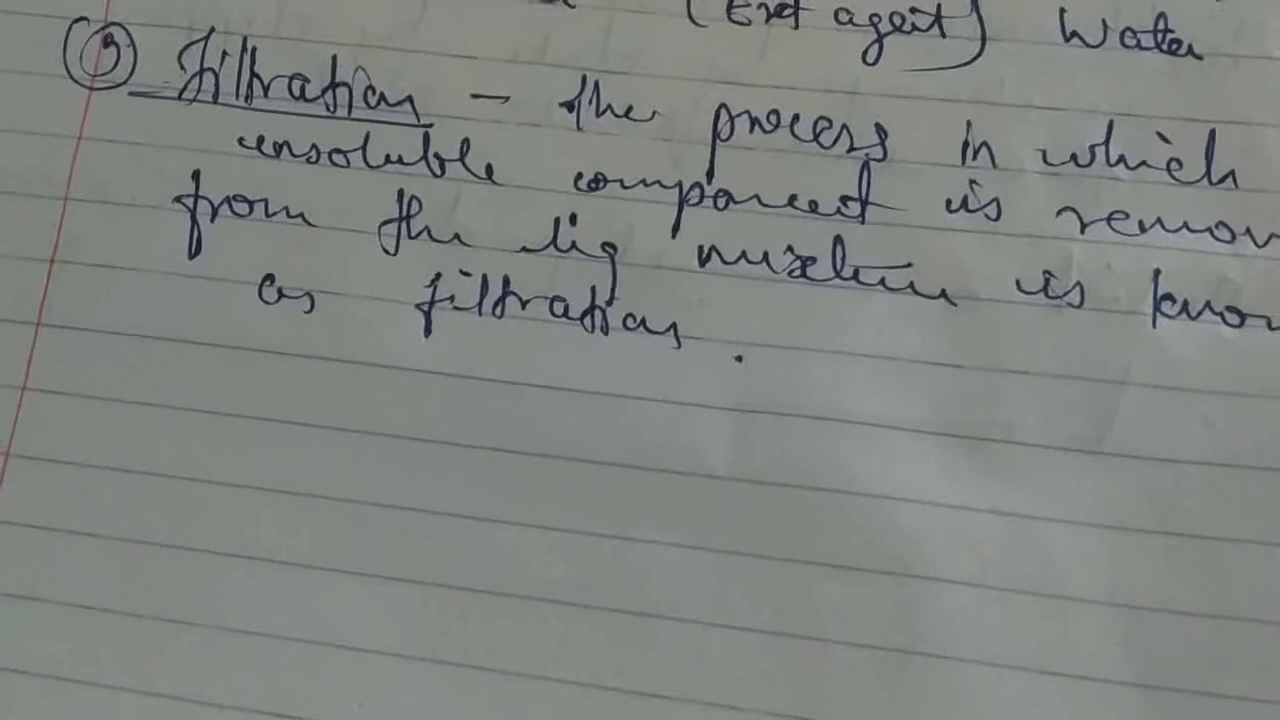 (Ext agent) Water
③ Filtration - the process in which
insoluble component is remov
from the liq mixture is know
as filtration.